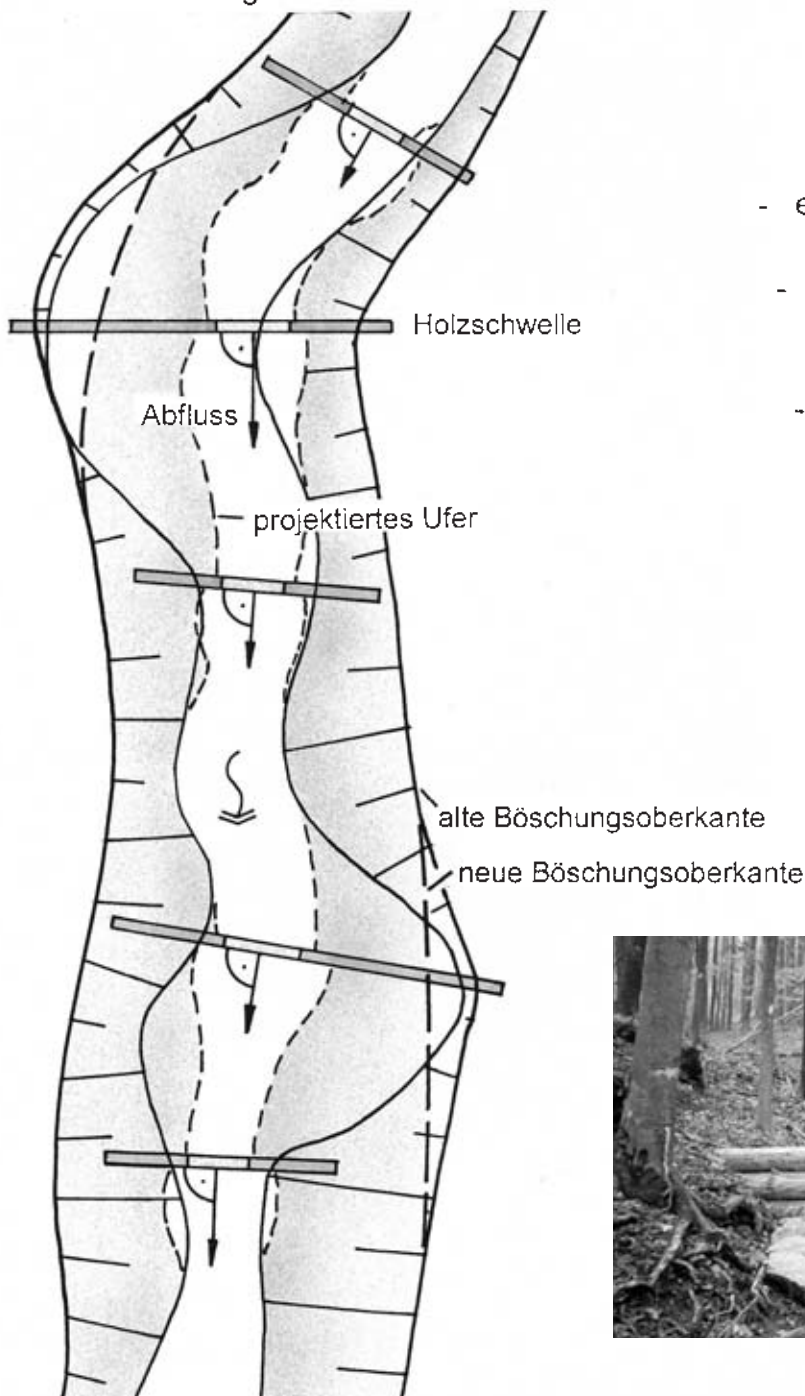 Holzschwelle
Abfluss
projektiertes Ufer
alte Böschungsoberkante
neue Böschungsoberkante